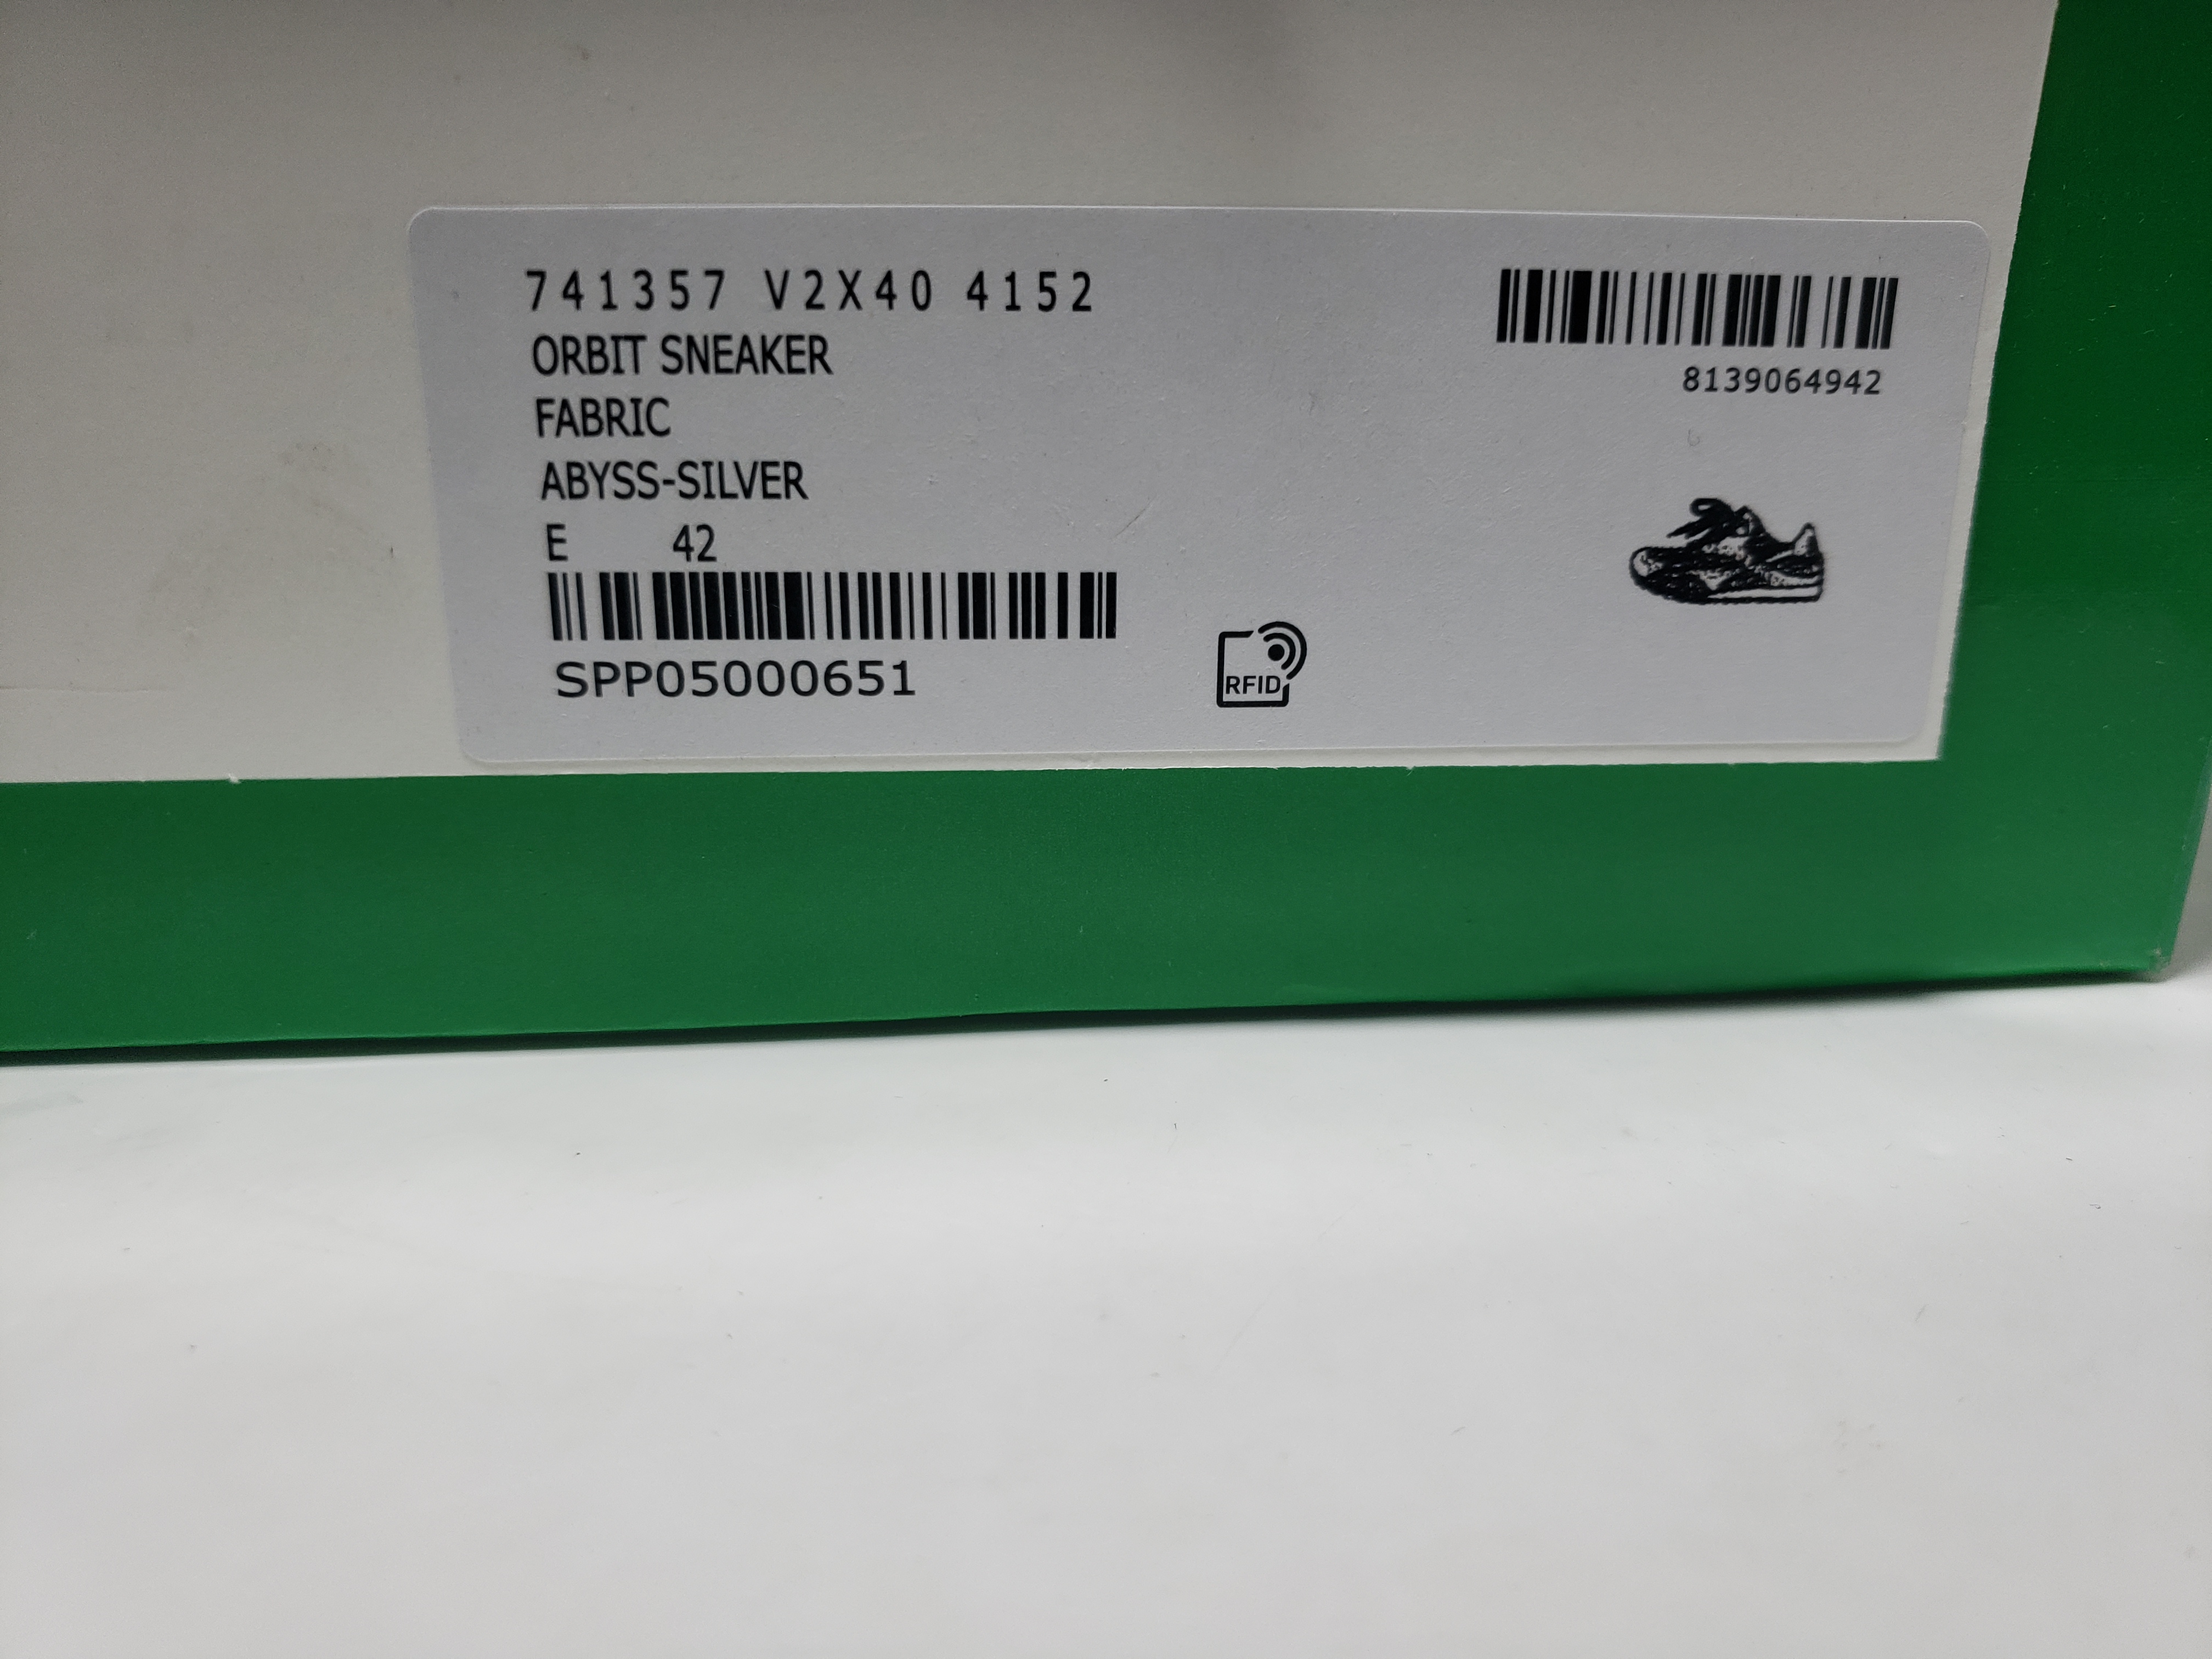 741357 V2X40 4152
ORBIT SNEAKER
FABRIC
ABYSS-SILVER
E 42
SPP05000651
8139064942
RFID